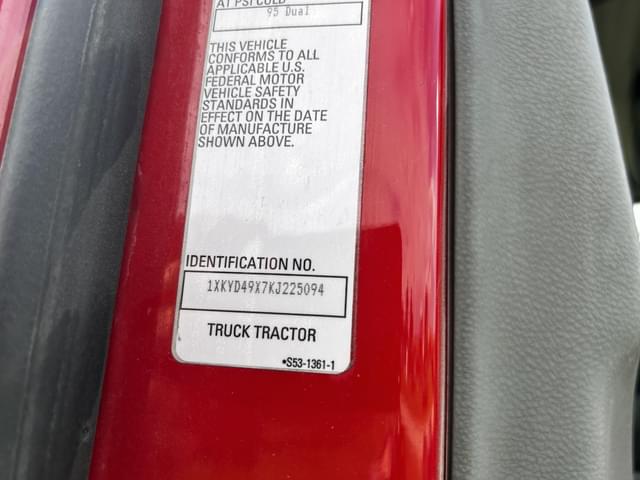 AT PSI COLD
95 Dual
THIS VEHICLE
CONFORMS TO ALL
APPLICABLE U.S.
FEDERAL MOTOR
VEHICLE SAFETY
STANDARDS IN
EFFECT ON THE DATE
OF MANUFACTURE
SHOWN ABOVE.
IDENTIFICATION NO.
1XKYD49X7KJ225094
TRUCK TRACTOR
*S53-1361-1